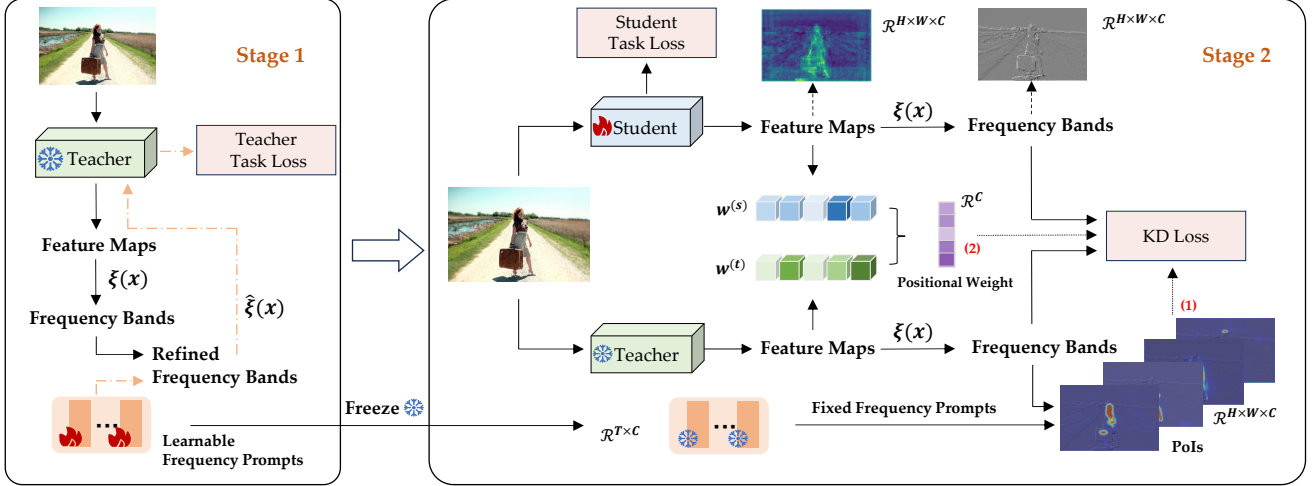 Stage 1
Teacher
Teacher
Task Loss
Feature Maps
ξ(x)
Frequency Bands
ξ̂(x)
Refined
Frequency Bands
...
Learnable
Frequency Prompts
Stage 2
Student
Task Loss
ℛ^{H×W×C}
ℛ^{H×W×C}
Student
Feature Maps
ξ(x)
Frequency Bands
w^{(s)}
ℛ^C
(2)
KD Loss
w^{(t)}
Positional Weight
(1)
Teacher
Feature Maps
ξ(x)
Frequency Bands
Freeze
ℛ^{T×C}
...
Fixed Frequency Prompts
ℛ^{H×W×C}
PoIs